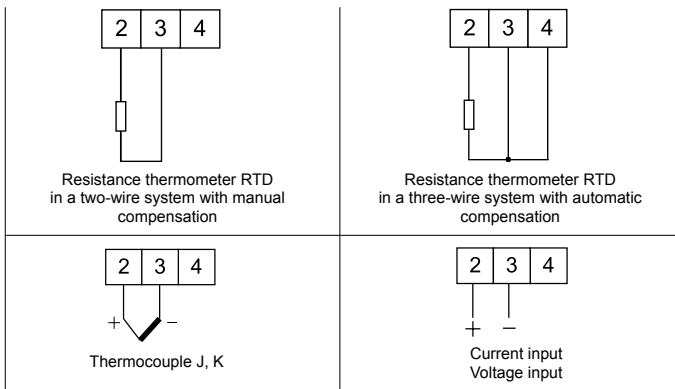 2 3 4
Resistance thermometer RTD
in a two-wire system with manual
compensation
2 3 4
Resistance thermometer RTD
in a three-wire system with automatic
compensation
2 3 4
+ −
Thermocouple J, K
2 3 4
+ −
Current input
Voltage input